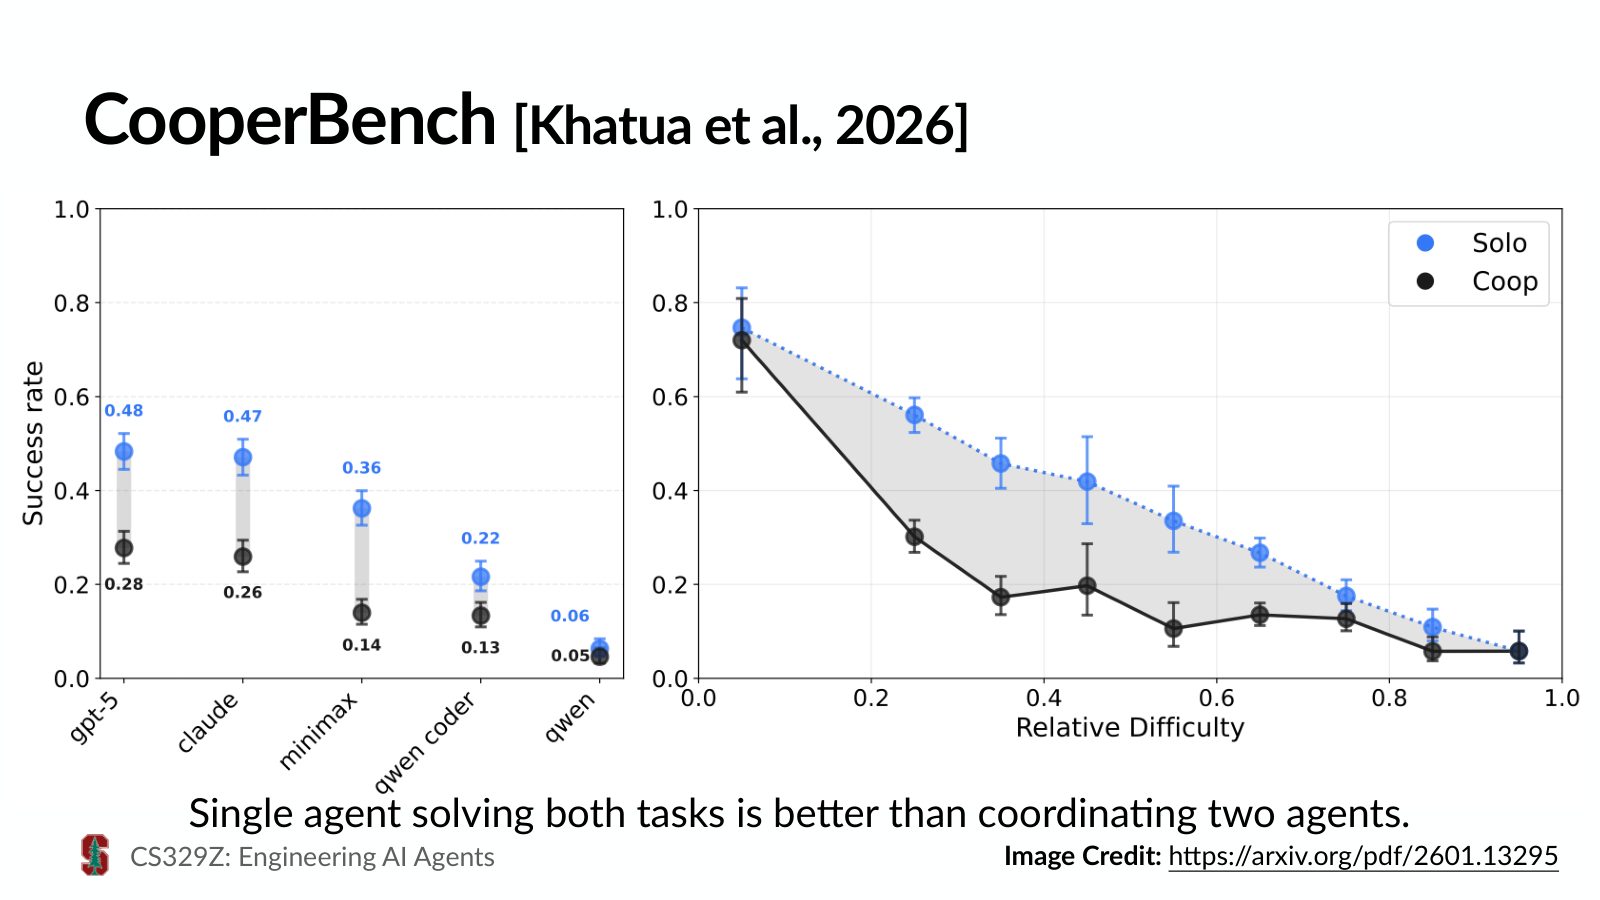 CooperBench [Khatua et al., 2026]
Success rate
1.0
0.8
0.6
0.4
0.2
0.0
0.48
0.28
0.47
0.26
0.36
0.14
0.22
0.13
0.06
0.05
gpt-5
claude
minimax
qwen coder
qwen
1.0
0.8
0.6
0.4
0.2
0.0
Solo
Coop
0.0 0.2 0.4 0.6 0.8 1.0
Relative Difficulty
Single agent solving both tasks is better than coordinating two agents.
CS329Z: Engineering AI Agents
Image Credit: https://arxiv.org/pdf/2601.13295